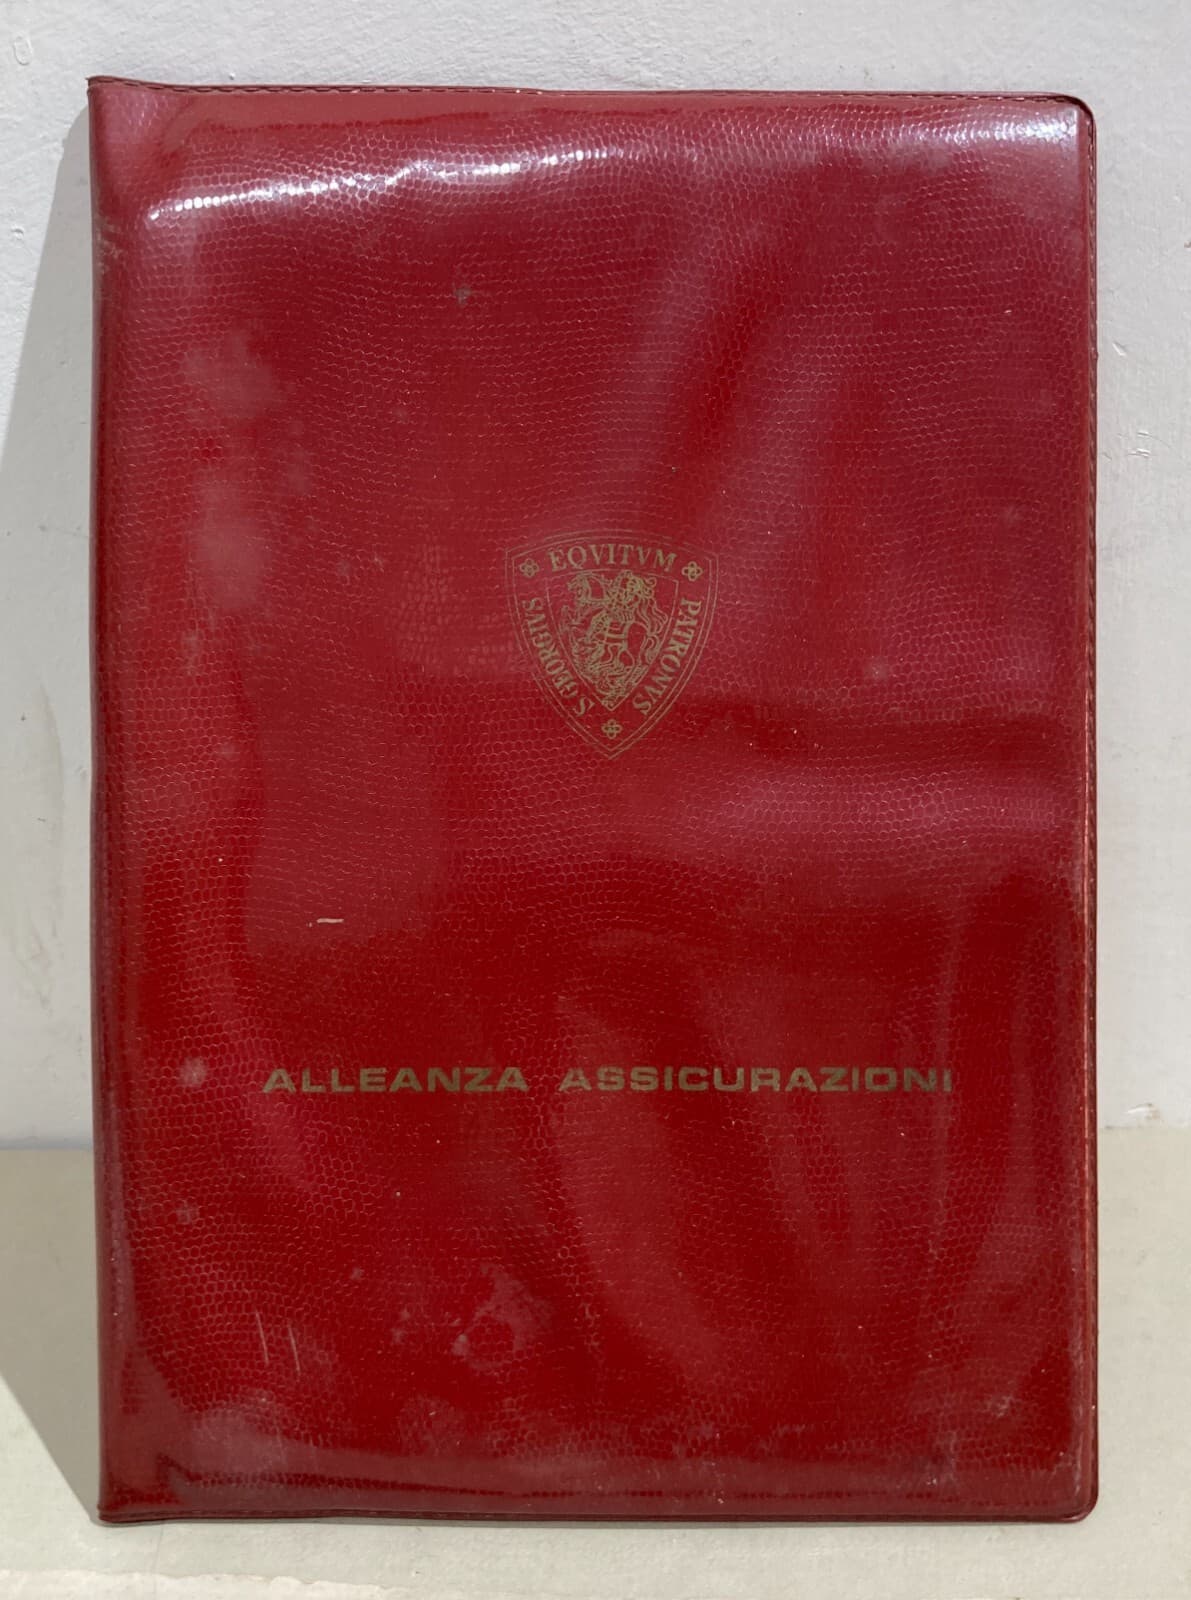 S. GEORGIVS EQVITVM PATRONVS
ALLEANZA ASSICURAZIONI